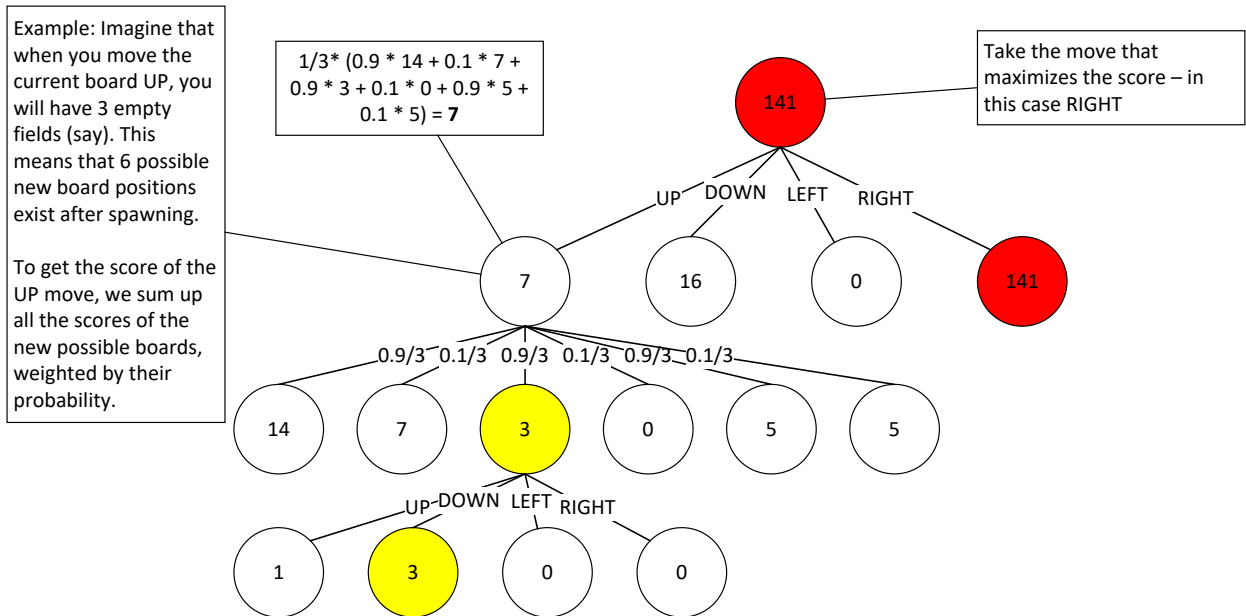 Example: Imagine that
when you move the
current board UP, you
will have 3 empty
fields (say). This
means that 6 possible
new board positions
exist after spawning.
To get the score of the
UP move, we sum up
all the scores of the
new possible boards,
weighted by their
probability.
1/3* (0.9 * 14 + 0.1 * 7 +
0.9 * 3 + 0.1 * 0 + 0.9 * 5 +
0.1 * 5) = 7
141
Take the move that
maximizes the score – in
this case RIGHT
UP DOWN LEFT RIGHT
7 16 0 141
0.9/3 0.1/3 0.9/3 0.1/3 0.9/3 0.1/3
14 7 3 0 5 5
UP DOWN LEFT RIGHT
1 3 0 0